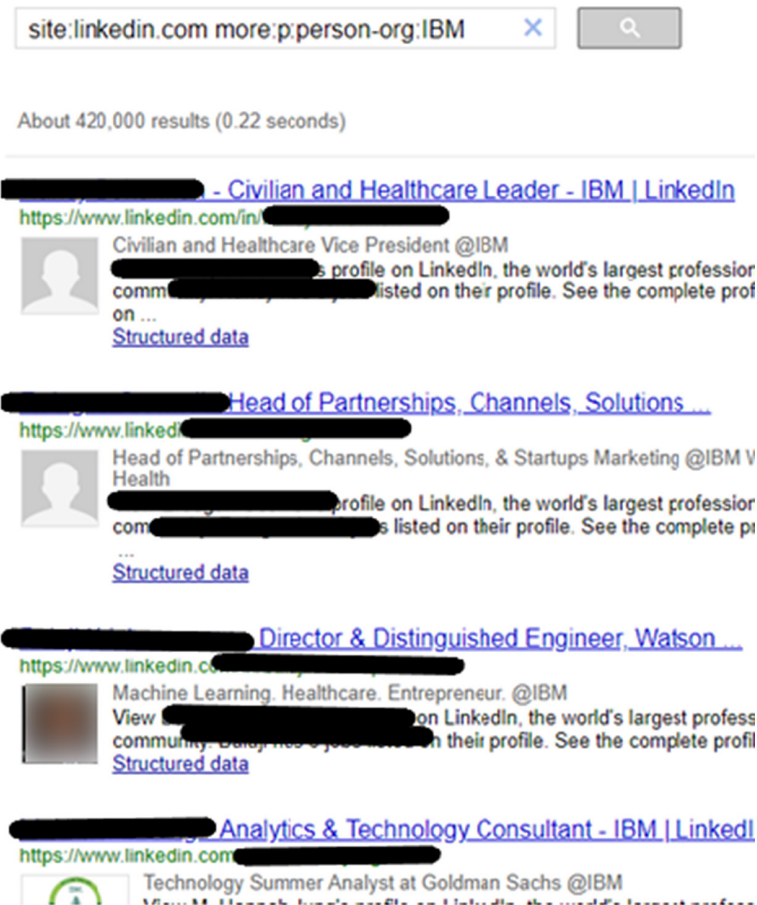 site:linkedin.com more:p:person-org:IBM
About 420,000 results (0.22 seconds)
- Civilian and Healthcare Leader - IBM | LinkedIn
https://www.linkedin.com/in/
Civilian and Healthcare Vice President @IBM
s profile on LinkedIn, the world's largest profession
comm listed on their profile. See the complete prof
on ...
Structured data
Head of Partnerships, Channels, Solutions ...
https://www.linkedi
Head of Partnerships, Channels, Solutions, & Startups Marketing @IBM W
Health
profile on LinkedIn, the world's largest profession
com s listed on their profile. See the complete pr
...
Structured data
Director & Distinguished Engineer, Watson ...
https://www.linkedin.co
Machine Learning. Healthcare. Entrepreneur. @IBM
View on LinkedIn, the world's largest profess
community. their profile. See the complete profil
Structured data
Analytics & Technology Consultant - IBM | LinkedI
https://www.linkedin.com
Technology Summer Analyst at Goldman Sachs @IBM